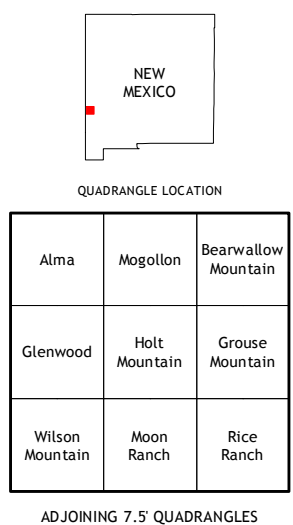 NEW
MEXICO
QUADRANGLE LOCATION
Alma
Mogollon
Bearwallow
Mountain
Glenwood
Holt
Mountain
Grouse
Mountain
Wilson
Mountain
Moon
Ranch
Rice
Ranch
ADJOINING 7.5' QUADRANGLES